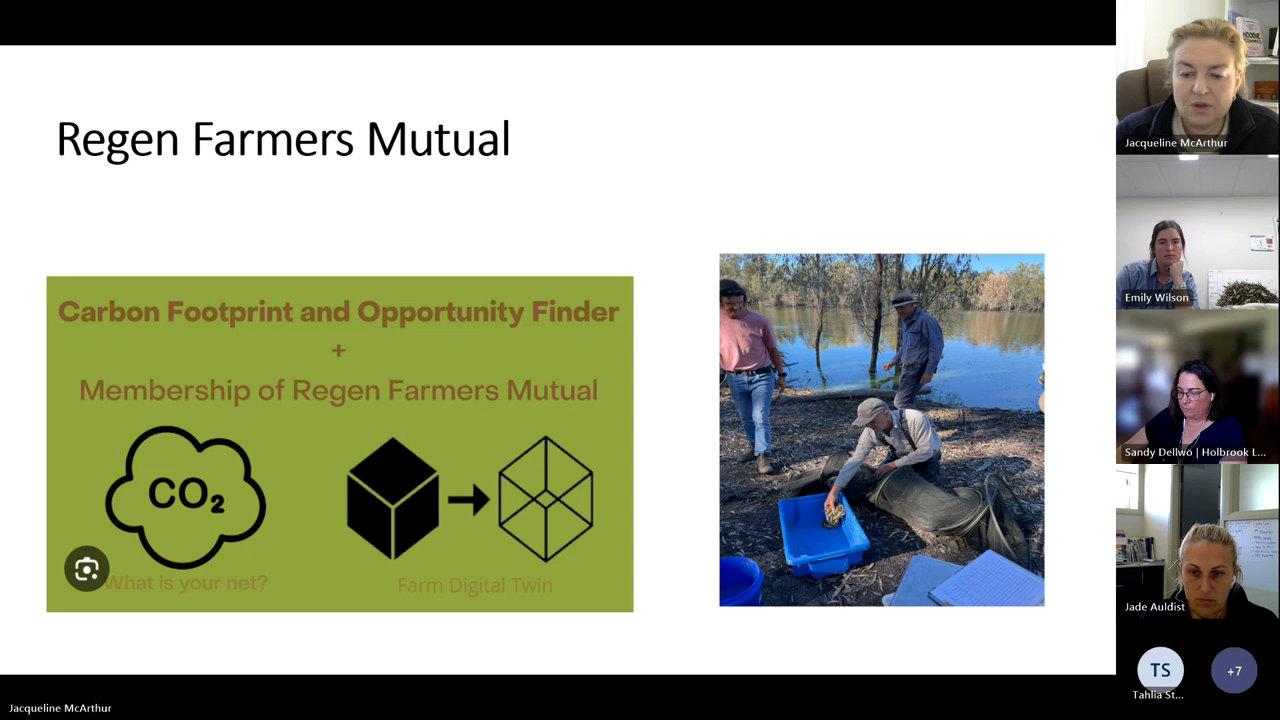 Regen Farmers Mutual
Carbon Footprint and Opportunity Finder
+
Membership of Regen Farmers Mutual
CO₂
What is your net?
Farm Digital Twin
Jacqueline McArthur
Emily Wilson
Sandy Dellwo | Holbrook L...
Jade Auldist
TS
+7
Tahlia St...
Jacqueline McArthur